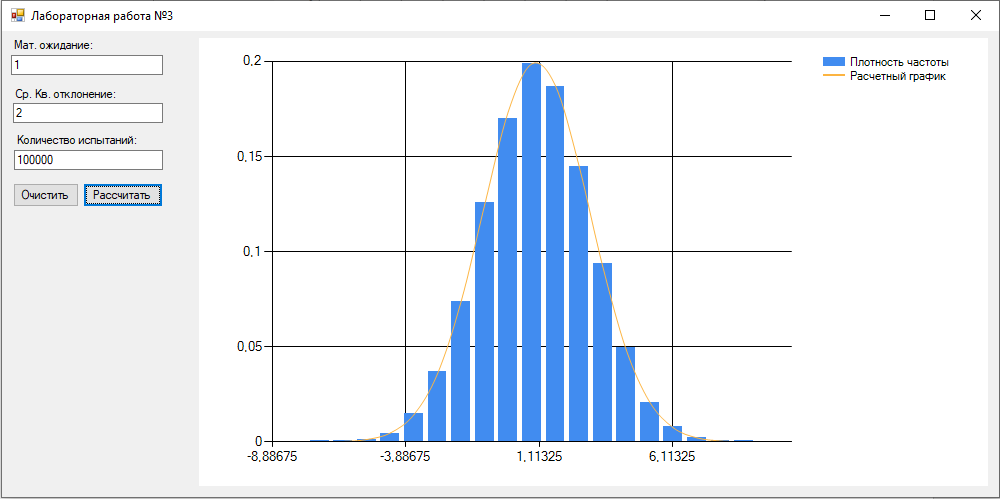 Лабораторная работа №3
Мат. ожидание:
1
Ср. Кв. отклонение:
2
Количество испытаний:
100000
Очистить
Рассчитать
0,2
0,15
0,1
0,05
0
-8,88675
-3,88675
1,11325
6,11325
Плотность частоты
Расчетный график